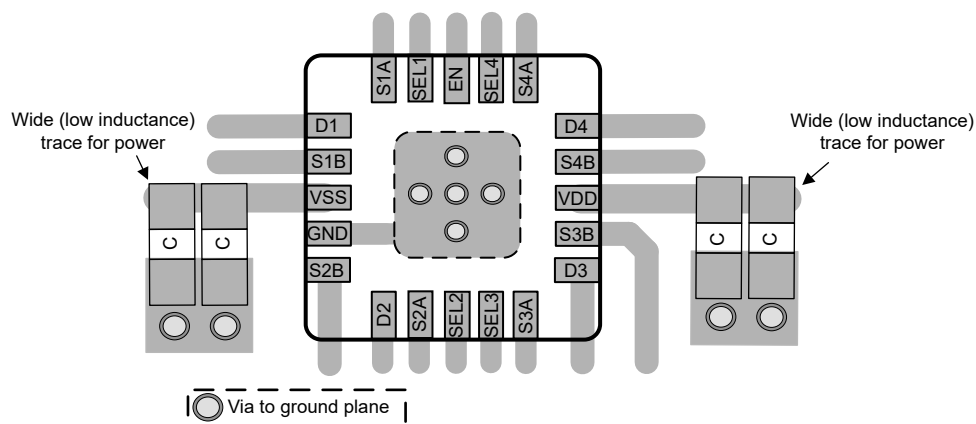 S1A
SEL1
EN
SEL4
S4A
Wide (low inductance)
trace for power
Wide (low inductance)
trace for power
D1
D4
S1B
S4B
VSS
VDD
GND
S3B
S2B
D3
C
C
C
C
D2
S2A
SEL2
SEL3
S3A
Via to ground plane